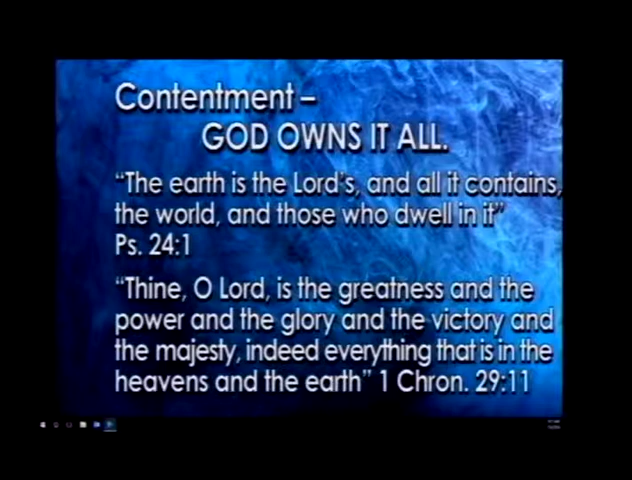 Contentment –
GOD OWNS IT ALL.
“The earth is the Lord’s, and all it contains,
the world, and those who dwell in it”
Ps. 24:1
“Thine, O Lord, is the greatness and the
power and the glory and the victory and
the majesty, indeed everything that is in the
heavens and the earth” 1 Chron. 29:11